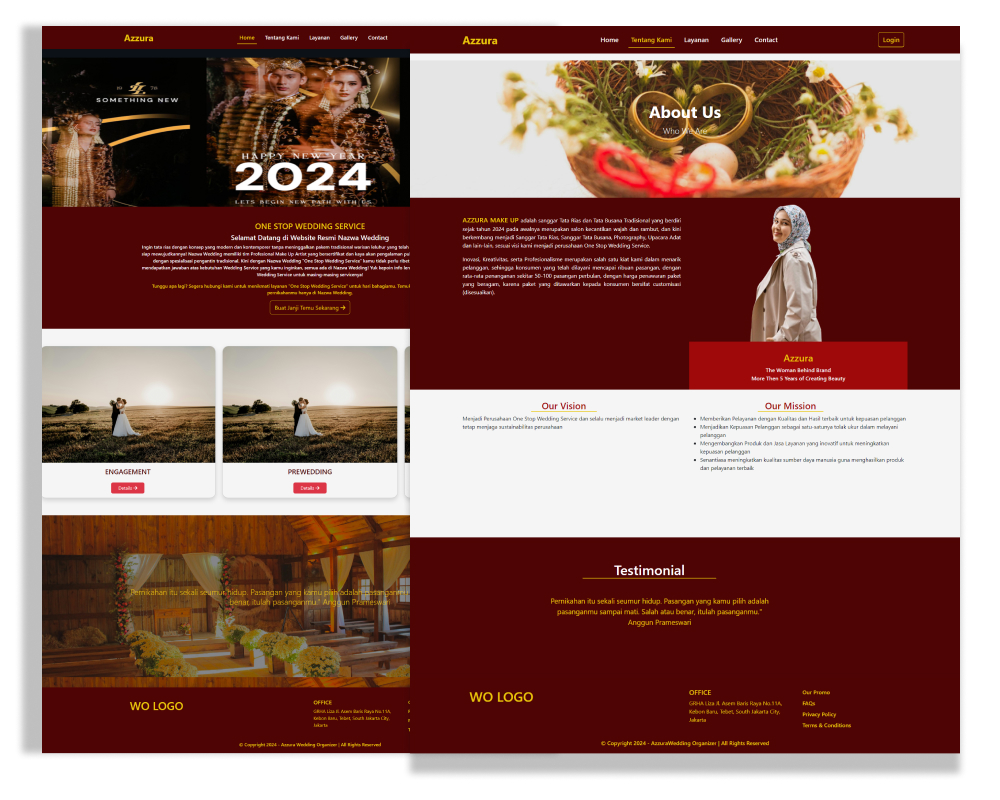 Azzura
Home Tentang Kami Layanan Gallery Contact
SOMETHING NEW
HAPPY NEW YEAR
2024
LETS BEGIN NEW PATH WITH US
ONE STOP WEDDING SERVICE
Selamat Datang di Website Resmi Nazwa Wedding
Ingin tata rias dengan konsep yang modern dan kontemporer tanpa meninggalkan pakem tradisional warisan leluhur yang telah
siap mewujudkannya! Nazwa Wedding memiliki tim Profesional Make Up Artist yang bersertifikat dan kaya akan pengalaman
dengan spesialisasi pengantin tradisional. Kini dengan Nazwa Wedding "One Stop Wedding Service" kamu tidak perlu
mendapatkan jawaban atas kebutuhan Wedding Service yang kamu inginkan, semua ada di Nazwa Wedding! Yuk kepoin info
Wedding Service untuk masing-masing servicenya!
Tunggu apa lagi? Segera hubungi kami untuk menikmati layanan "One Stop Wedding Service" untuk hari bahagiamu.
pernikahanmu hanya di Nazwa Wedding.
Buat Janji Temu Sekarang →
ENGAGEMENT
Details →
PREWEDDING
Details →
Pernikahan itu sekali seumur hidup. Pasangan yang kamu pilih adalah pasanganmu
benar, itulah pasanganmu." Anggun Prameswari
WO LOGO
OFFICE
GRHA Liza Jl. Asem Baris Raya No.11A,
Kebon Baru, Tebet, South Jakarta City,
Jakarta
© Copyright 2024 - Azzura Wedding Organizer | All Rights Reserved
Azzura
Home Tentang Kami Layanan Gallery Contact
Login
About Us
Who We Are
AZZURA MAKE UP adalah sanggar Tata Rias dan Tata Busana Tradisional yang berdiri
sejak tahun 2024 pada awalnya merupakan salon kecantikan wajah dan rambut, dan kini
berkembang menjadi Sanggar Tata Rias, Sanggar Tata Busana, Photography, Upacara Adat
dan lain-lain, sesuai visi kami menjadi perusahaan One Stop Wedding Service.
Inovasi, Kreativitas, serta Profesionalisme merupakan salah satu kiat kami dalam menarik
pelanggan, sehingga konsumen yang telah dilayani mencapai ribuan pasangan, dengan
rata-rata penanganan sekitar 50-100 pasangan perbulan, dengan harga penawaran paket
yang beragam, karena paket yang ditawarkan kepada konsumen bersifat customisasi
(disesuaikan).
Azzura
The Woman Behind Brand
More Then 5 Years of Creating Beauty
Our Vision
Menjadi Perusahaan One Stop Wedding Service dan selalu menjadi market leader dengan
tetap menjaga sustainabilitas perusahaan
Our Mission
Memberikan Pelayanan dengan Kualitas dan Hasil terbaik untuk kepuasan pelanggan
Menjadikan Kepuasan Pelanggan sebagai satu-satunya tolak ukur dalam melayani
pelanggan
Mengembangkan Produk dan Jasa Layanan yang inovatif untuk meningkatkan
kepuasan pelanggan
Senantiasa meningkatkan kualitas sumber daya manusia guna menghasilkan produk
dan pelayanan terbaik
Testimonial
Pernikahan itu sekali seumur hidup. Pasangan yang kamu pilih adalah
pasanganmu sampai mati. Salah atau benar, itulah pasanganmu."
Anggun Prameswari
WO LOGO
OFFICE
GRHA Liza Jl. Asem Baris Raya No.11A,
Kebon Baru, Tebet, South Jakarta City,
Jakarta
Our Promo
FAQs
Privacy Policy
Terms & Conditions
© Copyright 2024 - AzzuraWedding Organizer | All Rights Reserved